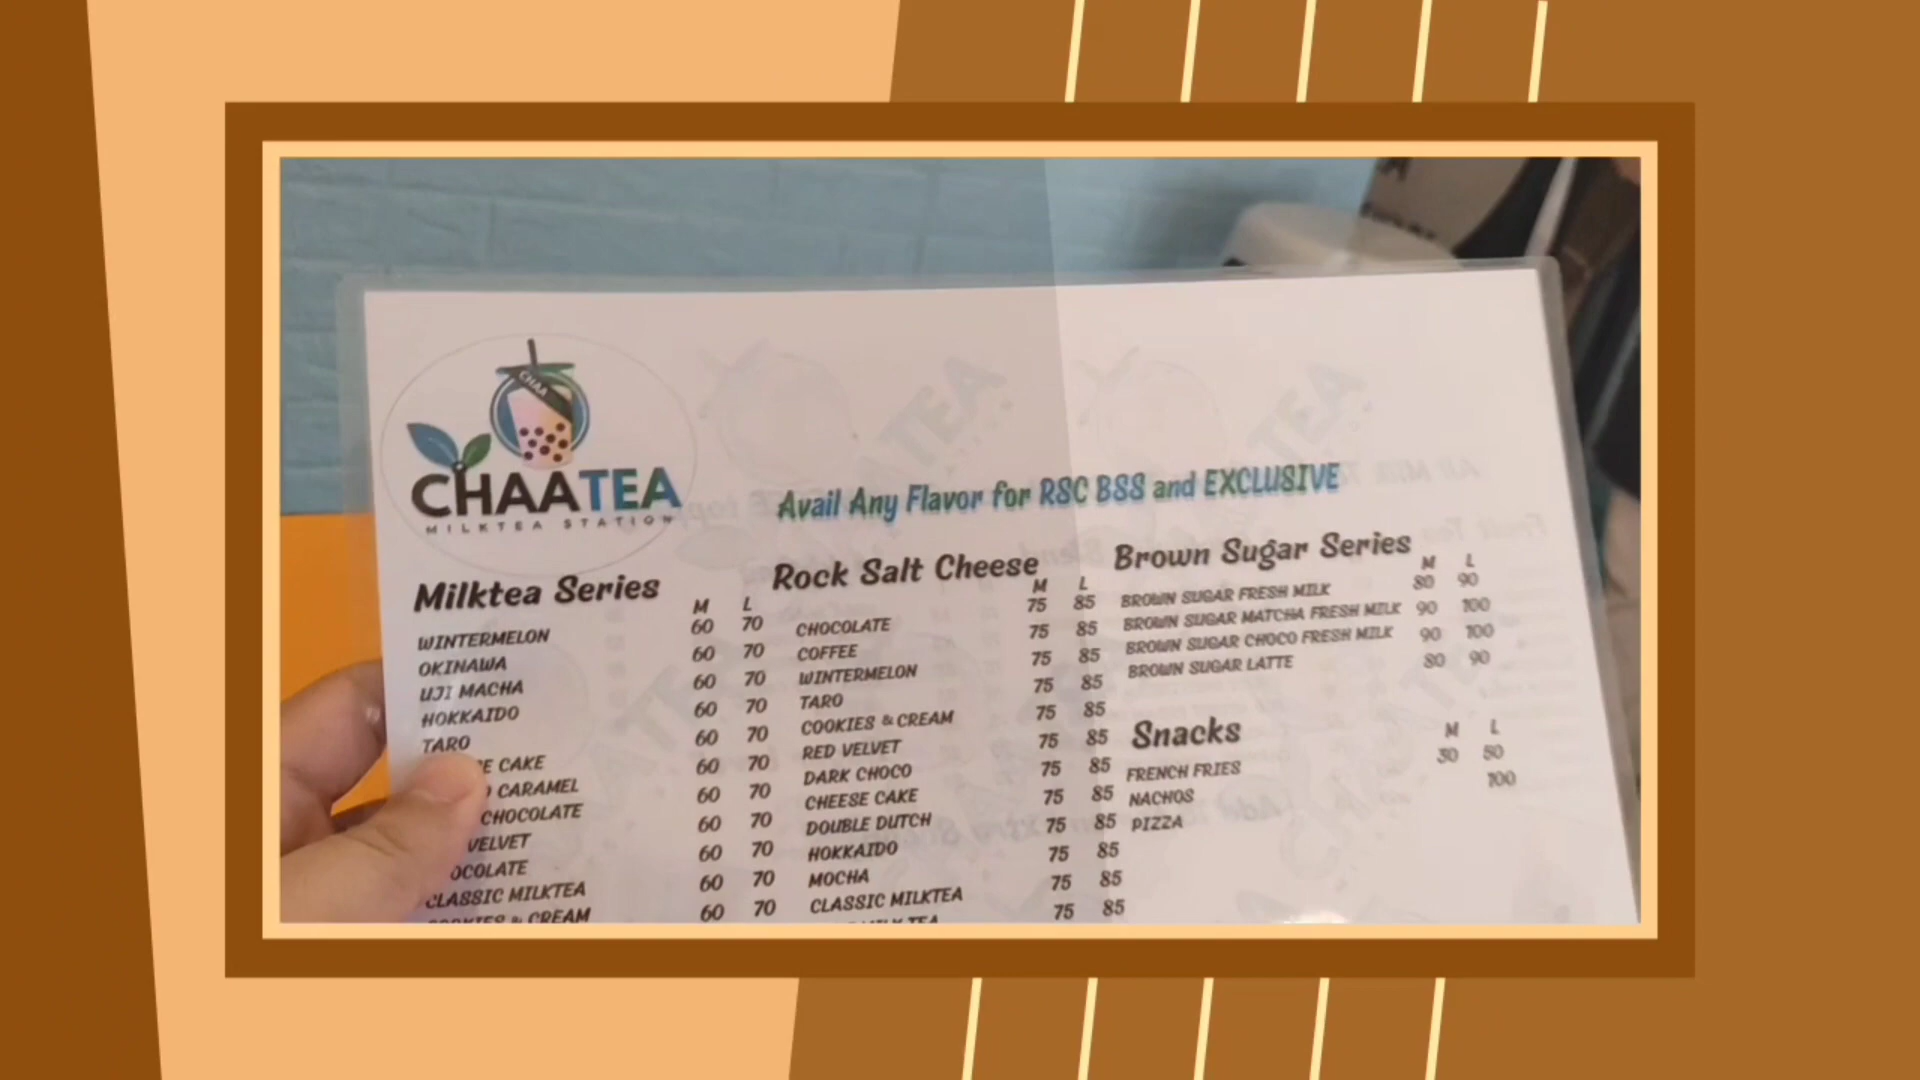 CHAA
CHAATEA
MILKTEA STATION
Avail Any Flavor for RSC BSS and EXCLUSIVE
Milktea Series
M L
WINTERMELON 60 70
OKINAWA 60 70
UJI MACHA 60 70
HOKKAIDO 60 70
TARO 60 70
CAKE 60 70
CARAMEL 60 70
CHOCOLATE 60 70
VELVET 60 70
OCOLATE 60 70
CLASSIC MILKTEA 60 70
& CREAM
Rock Salt Cheese
M L
75 85
CHOCOLATE 75 85
COFFEE 75 85
WINTERMELON 75 85
TARO 75 85
COOKIES & CREAM 75 85
RED VELVET 75 85
DARK CHOCO 75 85
CHEESE CAKE 75 85
DOUBLE DUTCH 75 85
HOKKAIDO 75 85
MOCHA 75 85
CLASSIC MILKTEA
Brown Sugar Series
M L
BROWN SUGAR FRESH MILK 80 90
BROWN SUGAR MATCHA FRESH MILK 90 100
BROWN SUGAR CHOCO FRESH MILK 90 100
BROWN SUGAR LATTE 80 90
Snacks
M L
FRENCH FRIES 30 50
NACHOS 100
PIZZA